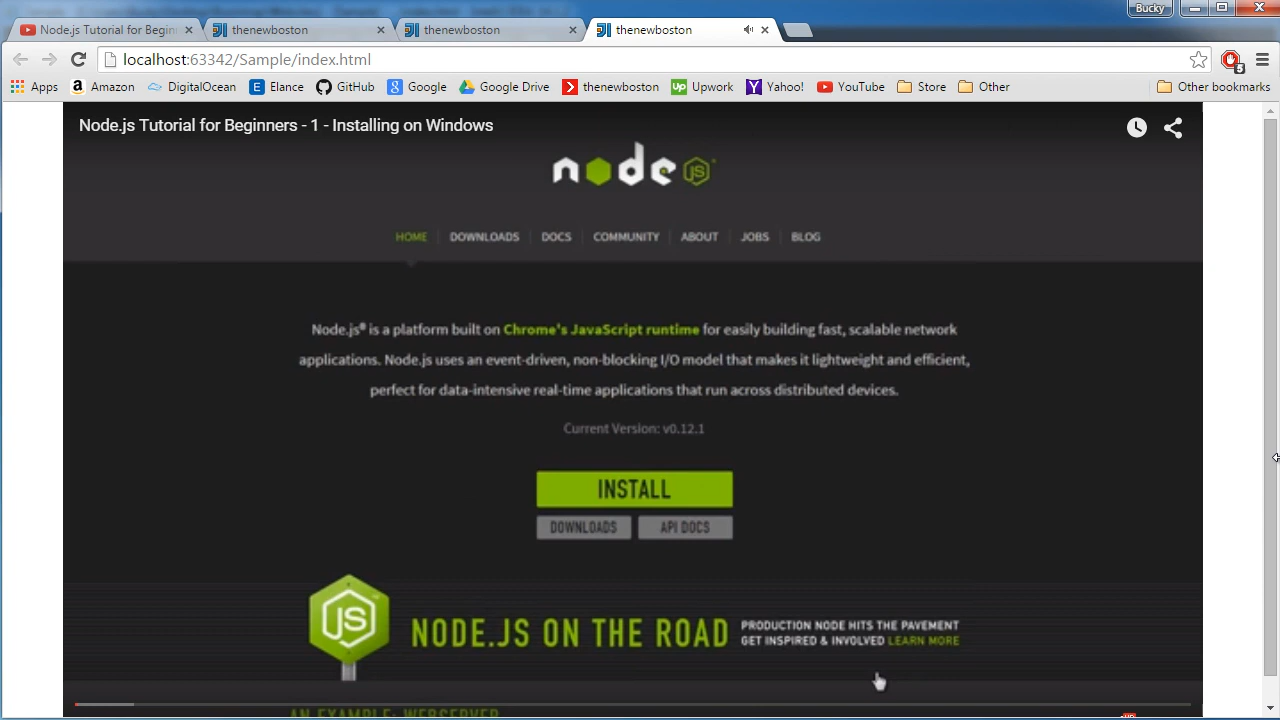 Bucky
Node.js Tutorial for Begin
thenewboston
thenewboston
thenewboston
localhost:63342/Sample/index.html
5
Apps
Amazon
DigitalOcean
Elance
GitHub
Google
Google Drive
thenewboston
Upwork
Yahoo!
YouTube
Store
Other
Other bookmarks
Node.js Tutorial for Beginners - 1 - Installing on Windows
node JS
HOME DOWNLOADS DOCS COMMUNITY ABOUT JOBS BLOG
Node.js® is a platform built on Chrome's JavaScript runtime for easily building fast, scalable network
applications. Node.js uses an event-driven, non-blocking I/O model that makes it lightweight and efficient,
perfect for data-intensive real-time applications that run across distributed devices.
Current Version: v0.12.1
INSTALL
DOWNLOADS
API DOCS
JS
NODE.JS ON THE ROAD
PRODUCTION NODE HITS THE PAVEMENT
GET INSPIRED & INVOLVED LEARN MORE
AN EXAMPLE: WEBSERVER